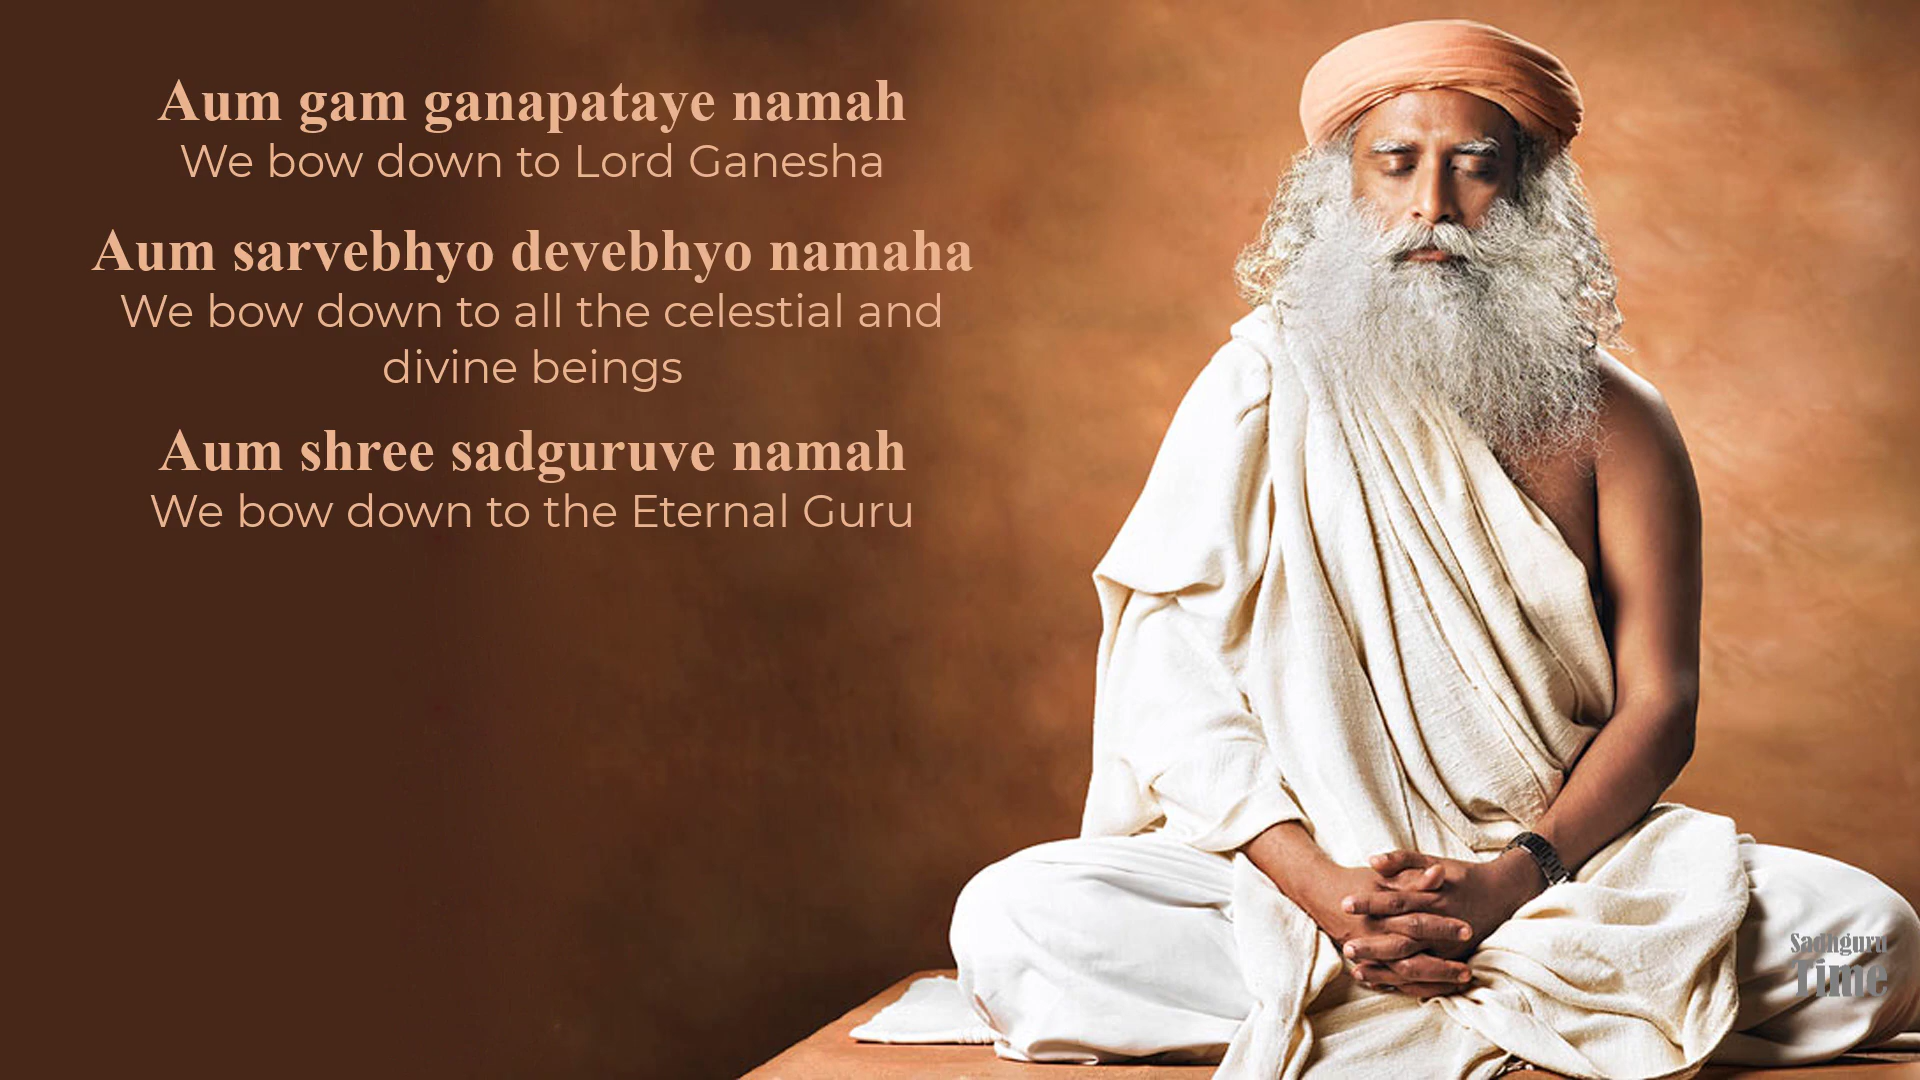 Aum gam ganapataye namah
We bow down to Lord Ganesha
Aum sarvebhyo devebhyo namaha
We bow down to all the celestial and
divine beings
Aum shree sadguruve namah
We bow down to the Eternal Guru
Sadhguru
Time